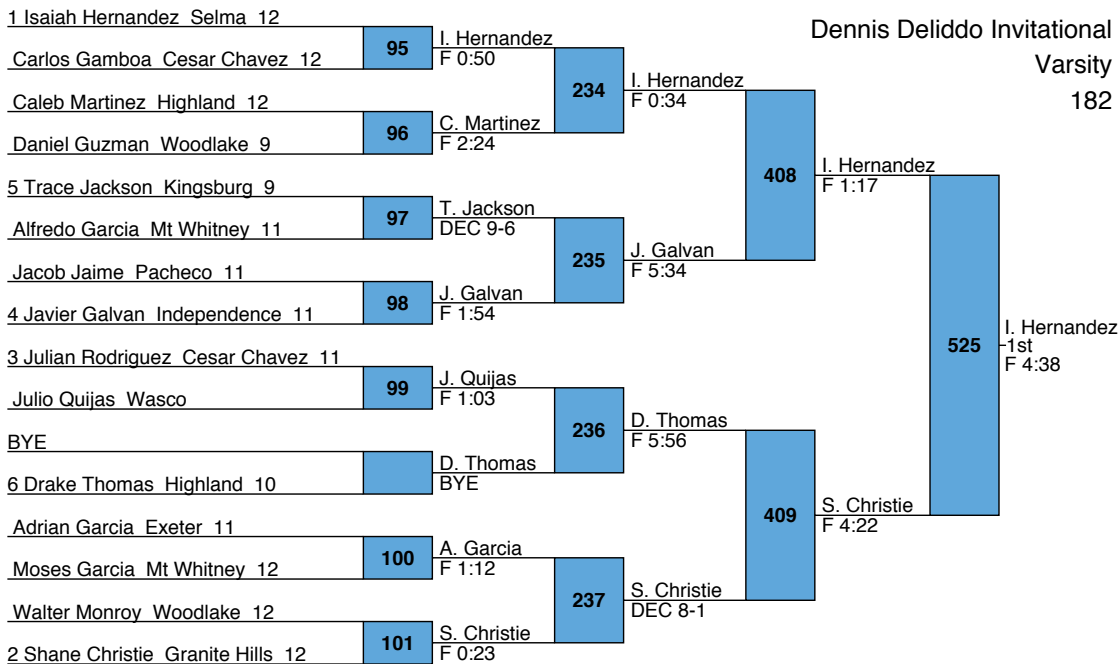 Dennis Deliddo Invitational
Varsity
182
1 Isaiah Hernandez Selma 12
Carlos Gamboa Cesar Chavez 12
Caleb Martinez Highland 12
Daniel Guzman Woodlake 9
5 Trace Jackson Kingsburg 9
Alfredo Garcia Mt Whitney 11
Jacob Jaime Pacheco 11
4 Javier Galvan Independence 11
3 Julian Rodriguez Cesar Chavez 11
Julio Quijas Wasco
BYE
6 Drake Thomas Highland 10
Adrian Garcia Exeter 11
Moses Garcia Mt Whitney 12
Walter Monroy Woodlake 12
2 Shane Christie Granite Hills 12
95
96
97
98
99
100
101
I. Hernandez
F 0:50
C. Martinez
F 2:24
T. Jackson
DEC 9-6
J. Galvan
F 1:54
J. Quijas
F 1:03
D. Thomas
BYE
A. Garcia
F 1:12
S. Christie
F 0:23
234
235
236
237
I. Hernandez
F 0:34
J. Galvan
F 5:34
D. Thomas
F 5:56
S. Christie
DEC 8-1
408
409
I. Hernandez
F 1:17
S. Christie
F 4:22
525
I. Hernandez
1st
F 4:38